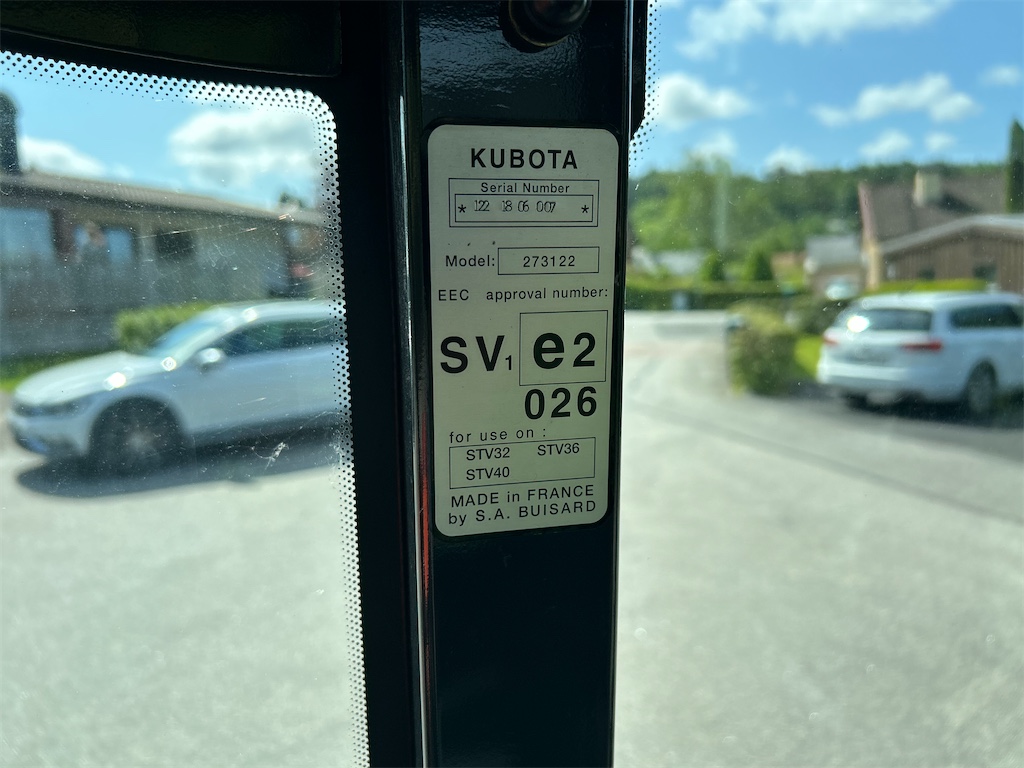 KUBOTA
Serial Number
* 122 18 06 007 *
Model: 273122
EEC approval number:
SV1 e2
026
for use on :
STV32 STV36
STV40
MADE in FRANCE
by S.A. BUISARD